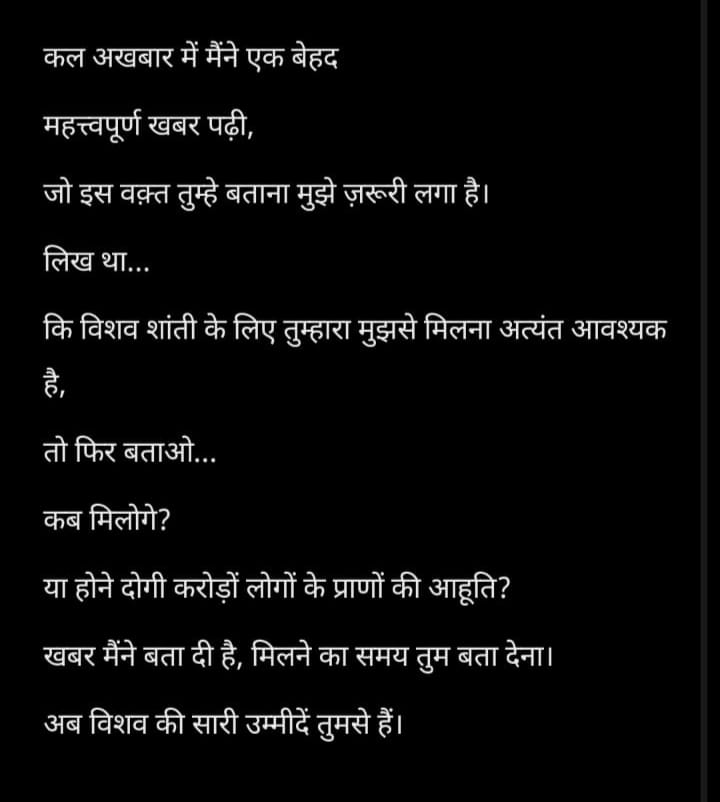 कल अखबार में मैंने एक बेहद
महत्त्वपूर्ण खबर पढ़ी,
जो इस वक़्त तुम्हे बताना मुझे ज़रूरी लगा है।
लिख था...
कि विशव शांती के लिए तुम्हारा मुझसे मिलना अत्यंत आवश्यक
है,
तो फिर बताओ...
कब मिलोगे?
या होने दोगी करोड़ों लोगों के प्राणों की आहूति?
खबर मैंने बता दी है, मिलने का समय तुम बता देना।
अब विशव की सारी उम्मीदें तुमसे हैं।